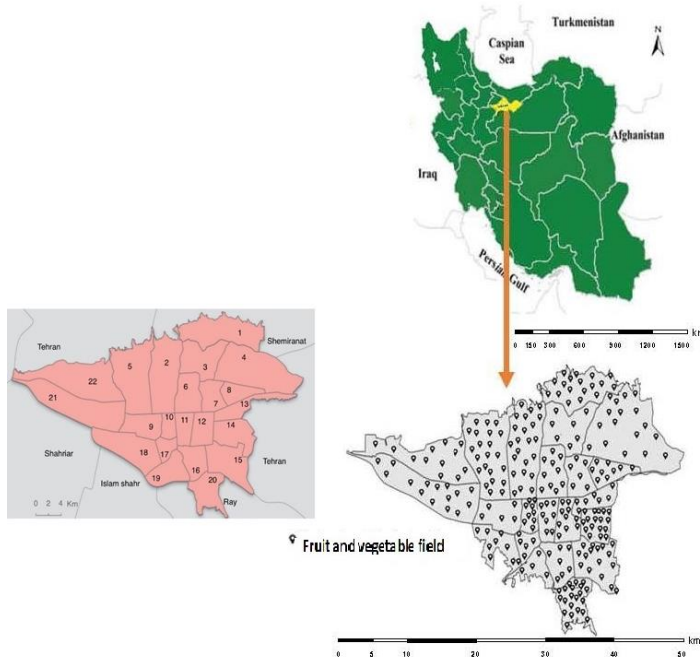 Turkmenistan
Caspian
Sea
N
Afghanistan
Iraq
Persian Gulf
km
0 150 300 600 900 1200 1500
1
Shemiranat
Tehran
2
3
4
5
6
22
8
21
7
13
10
9
11
12
14
Shahriar
18
17
15
Tehran
16
Islam shahr
19
20
0 2 4 Km
Ray
Fruit and vegetable field
km
0 5 10 20 30 40 50